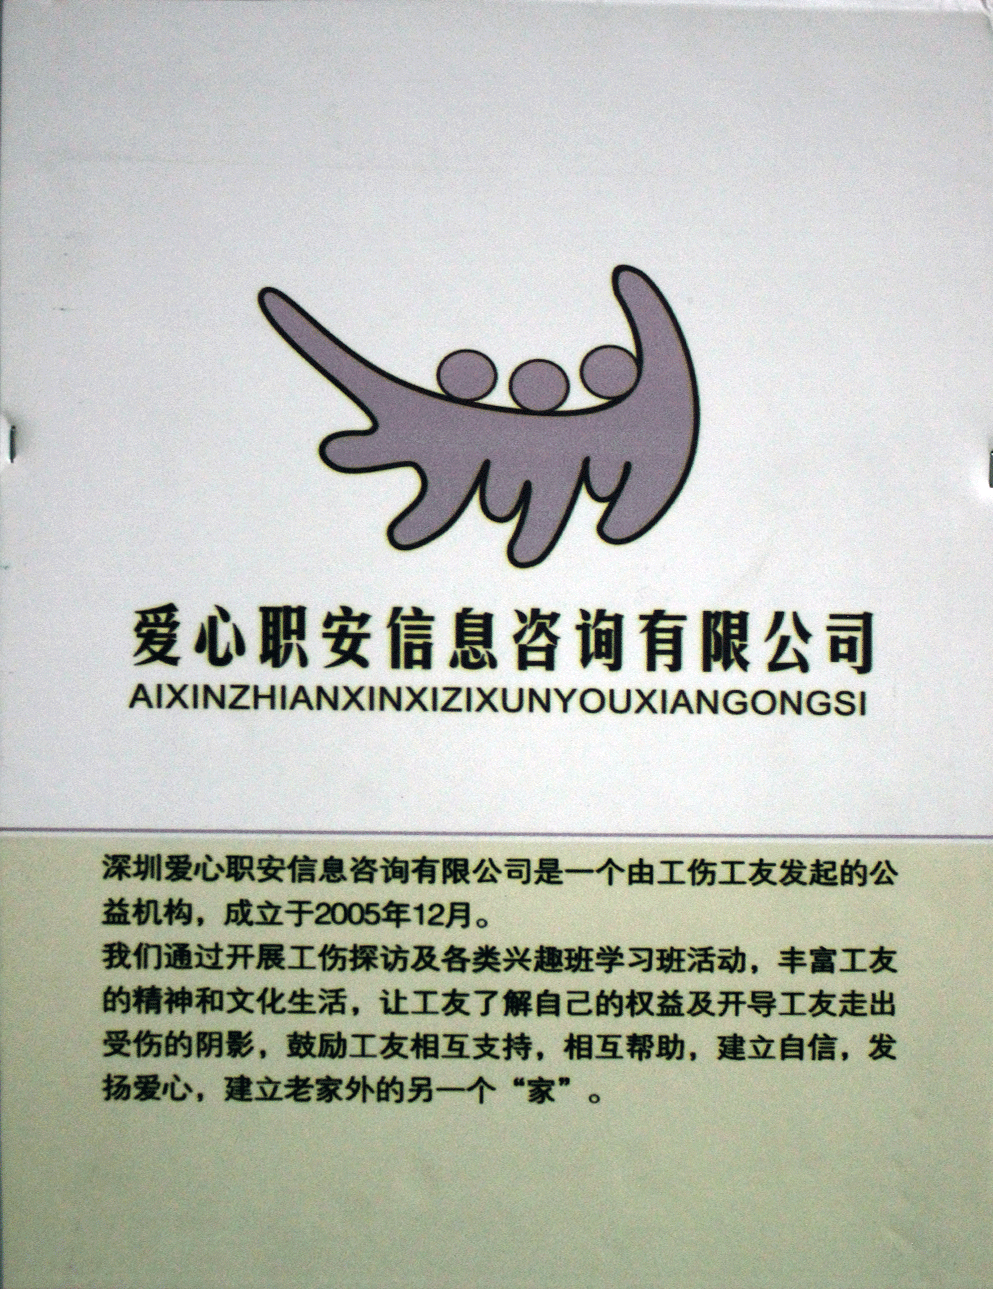 爱心职安信息咨询有限公司
AIXINZHIANXINXIZIXUNYOUXIANGONGSI
深圳爱心职安信息咨询有限公司是一个由工伤工友发起的公
益机构，成立于2005年12月。
我们通过开展工伤探访及各类兴趣班学习班活动，丰富工友
的精神和文化生活，让工友了解自己的权益及开导工友走出
受伤的阴影，鼓励工友相互支持，相互帮助，建立自信，发
扬爱心，建立老家外的另一个“家”。